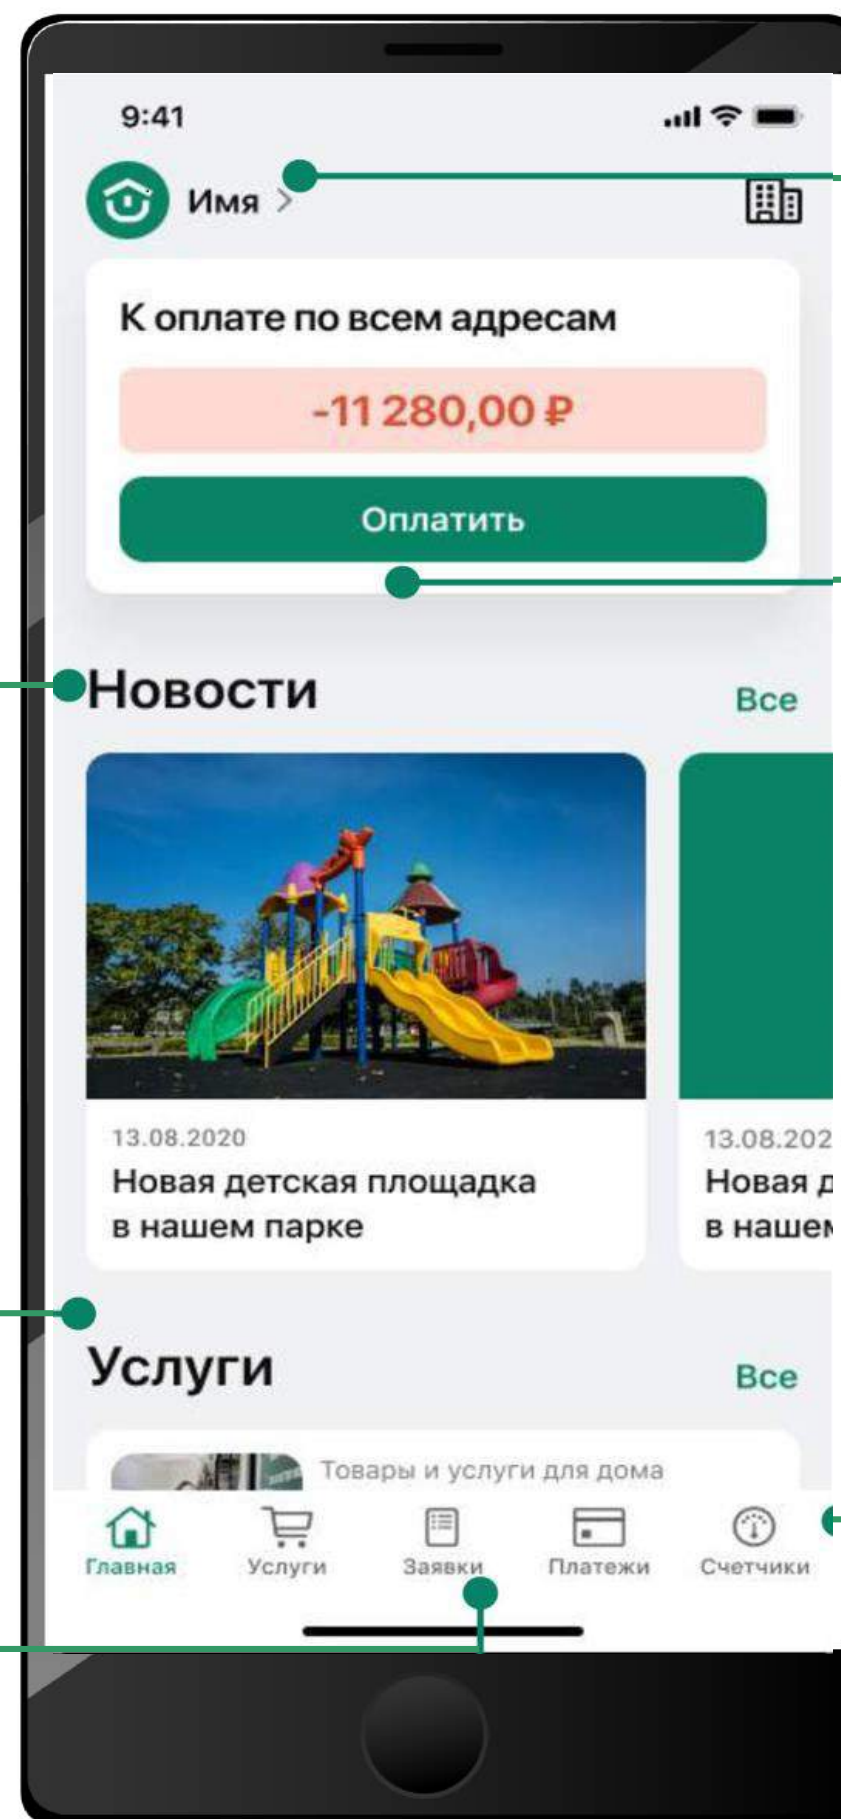 9:41
Имя >
К оплате по всем адресам
-11 280,00 ₽
Оплатить
Новости
Все
13.08.2020
Новая детская площадка
в нашем парке
13.08.202
Новая д
в нашем
Услуги
Все
Товары и услуги для дома
Главная
Услуги
Заявки
Платежи
Счетчики